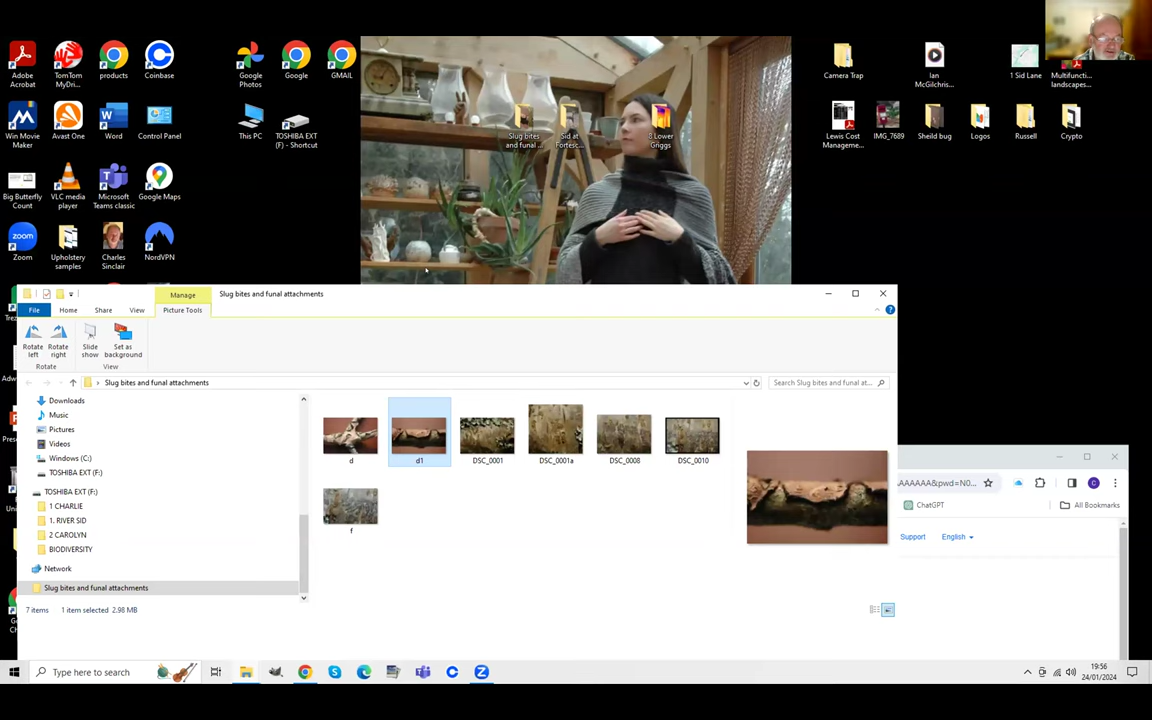 Adobe
Acrobat
TomTom
MyDri...
products
Coinbase
Google
Photos
Google
GMAIL
Camera Trap
Ian
McGilchris...
1 Sid Lane
Multifuncti...
landscapes...
Win Movie
Maker
Avast One
Word
Control Panel
This PC
TOSHIBA EXT
(F) - Shortcut
Slug bites
and funal ...
Sid at
Fortesc...
8 Lower
Griggs
Lewis Cost
Manageme...
IMG_7689
Sheild bug
Logos
Russell
Crypto
Big Butterfly
Count
VLC media
player
Microsoft
Teams classic
Google Maps
Zoom
Upholstery
samples
Charles
Sinclair
NordVPN
Manage
Slug bites and funal attachments
File
Home
Share
View
Picture Tools
Rotate
left
Rotate
right
Slide
show
Set as
background
Rotate
View
Slug bites and funal attachments
Search Slug bites and funal at...
Downloads
Music
Pictures
Videos
Windows (C:)
TOSHIBA EXT (F:)
TOSHIBA EXT (F:)
1 CHARLIE
1. RIVER SID
2 CAROLYN
BIODIVERSITY
Network
Slug bites and funal attachments
d
d1
DSC_0001
DSC_0001a
DSC_0008
DSC_0010
f
7 items
1 item selected 2.98 MB
AAAAAA&pwd=N0...
ChatGPT
All Bookmarks
Support
English
Type here to search
19:56
24/01/2024